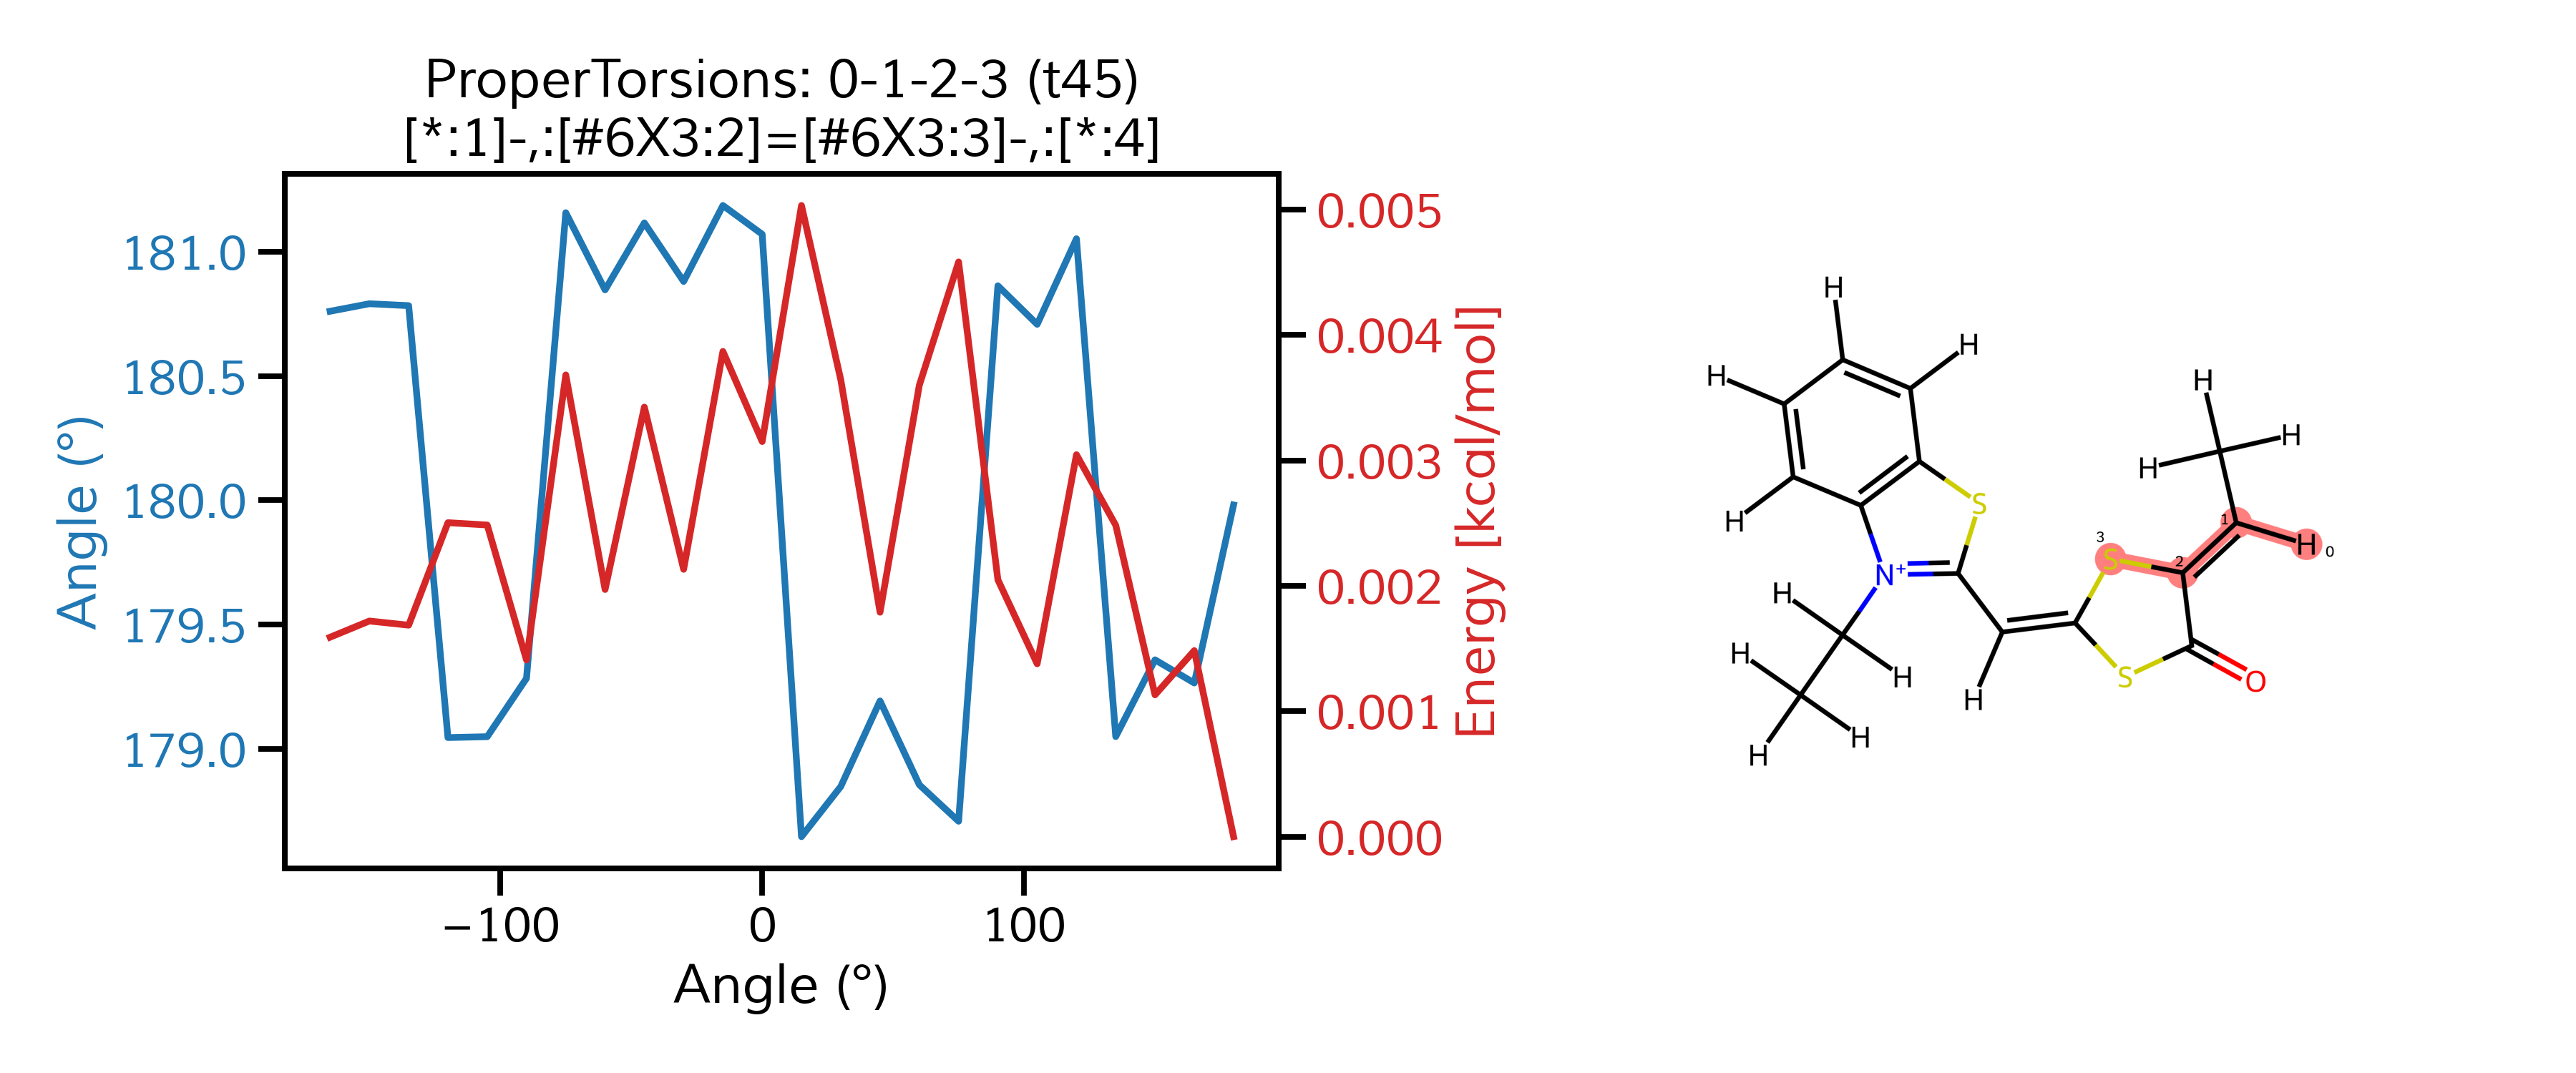 ProperTorsions: 0-1-2-3 (t45)
[*:1]-,:[#6X3:2]=[#6X3:3]-,:[*:4]
Angle (°)
181.0
180.5
180.0
179.5
179.0
0.005
0.004
0.003
0.002
0.001
0.000
Energy [kcal/mol]
−100 0 100
Angle (°)
H
H
H
H
H
H
H
S
1
H 0
3
S
2
H
N+
H
H
H
S
O
H
H
H